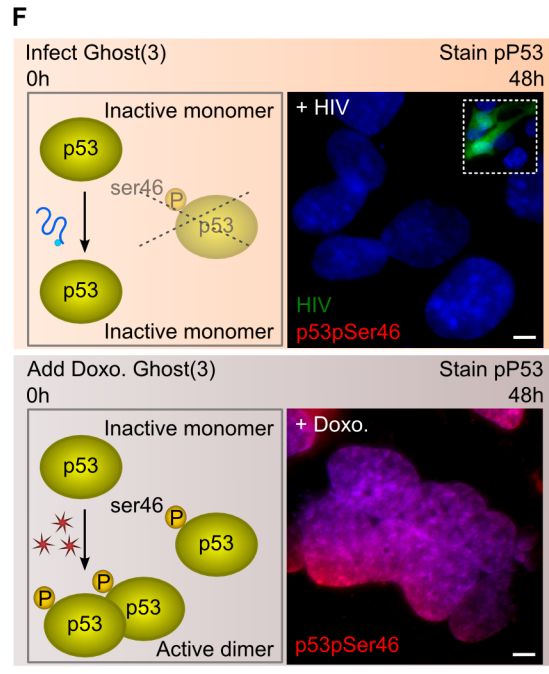 F
Infect Ghost(3) Stain pP53
0h 48h
Inactive monomer
p53
ser46
P
p53
p53
Inactive monomer
+ HIV
HIV
p53pSer46
Add Doxo. Ghost(3) Stain pP53
0h 48h
Inactive monomer
p53
ser46
P
p53
P
P
p53
p53
Active dimer
+ Doxo.
p53pSer46